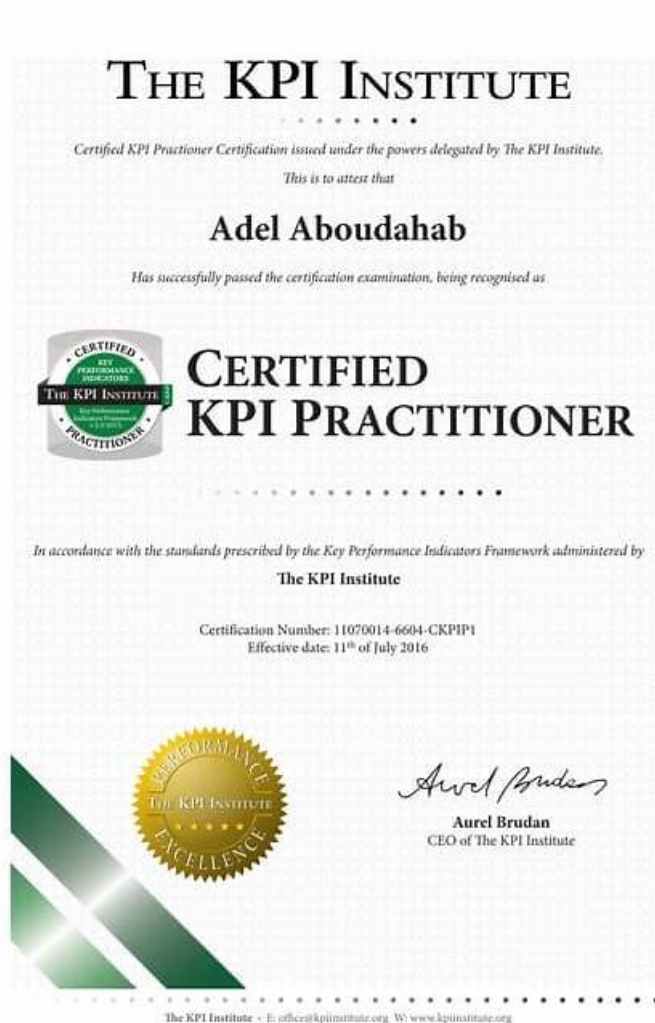 THE KPI INSTITUTE
Certified KPI Practioner Certification issued under the powers delegated by The KPI Institute.
This is to attest that
Adel Aboudahab
Has successfully passed the certification examination, being recognised as
CERTIFIED
KEY
PERFORMANCE
INDICATORS
THE KPI INSTITUTE
Key Performance
Indicators Framework
PRACTITIONER
CERTIFIED
KPI PRACTITIONER
In accordance with the standards prescribed by the Key Performance Indicators Framework administered by
The KPI Institute
Certification Number: 11070014-6604-CKPIP1
Effective date: 11th of July 2016
PERFORMANCE
THE KPI INSTITUTE
EXCELLENCE
Aurel Brudan
Aurel Brudan
CEO of The KPI Institute
The KPI Institute - E: office@kpiinstitute.org W: www.kpiinstitute.org